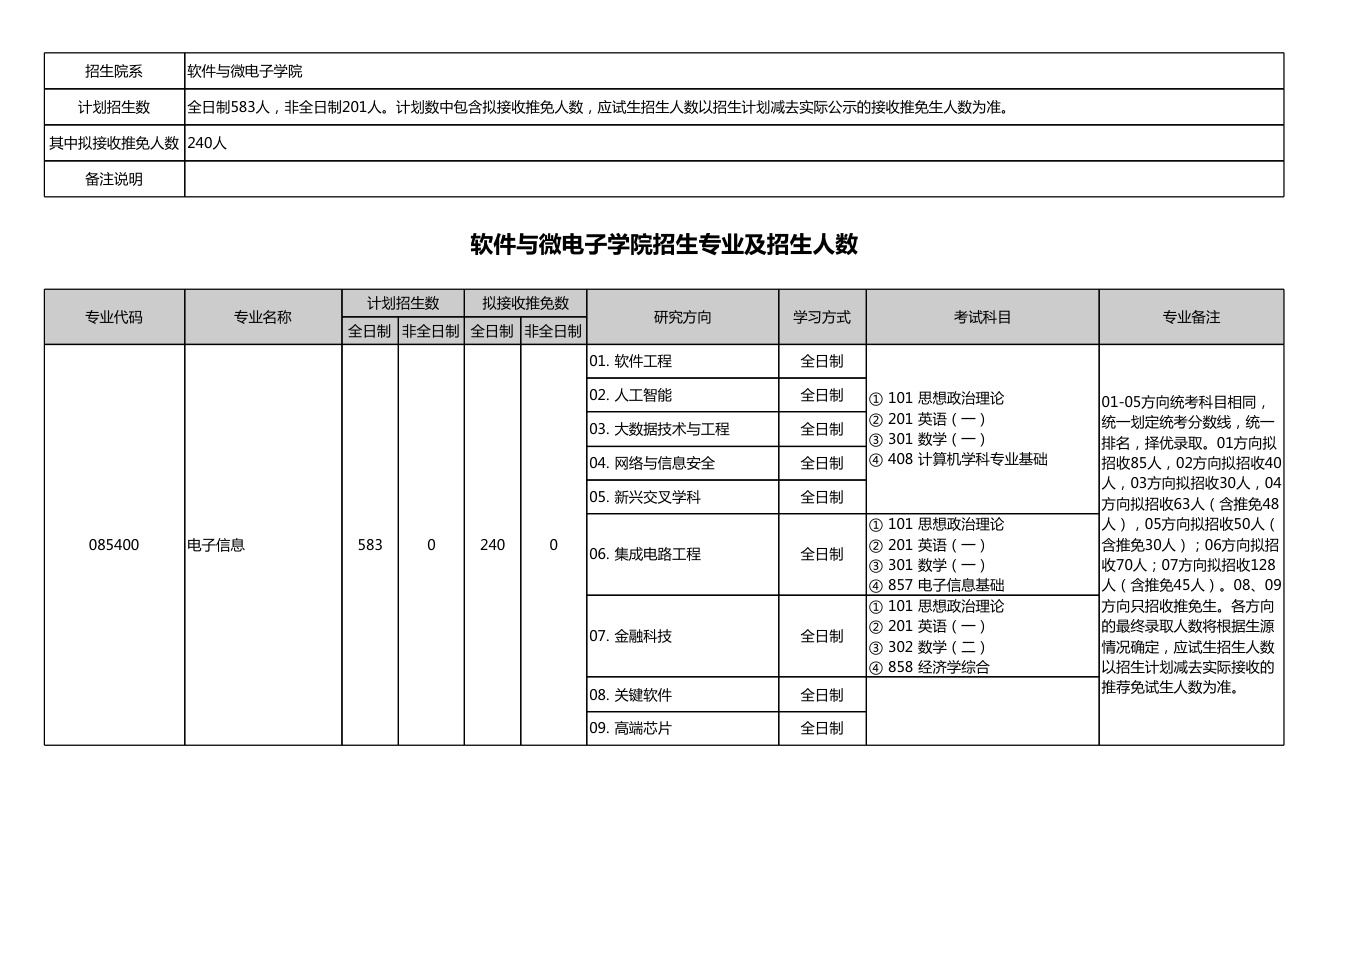 招生院系 软件与微电子学院
计划招生数 全日制583人，非全日制201人。计划数中包含拟接收推免人数，应试生招生人数以招生计划减去实际公示的接收推免生人数为准。
其中拟接收推免人数 240人
备注说明
软件与微电子学院招生专业及招生人数
专业代码 专业名称 计划招生数 拟接收推免数 研究方向 学习方式 考试科目 专业备注
全日制 非全日制 全日制 非全日制
085400 电子信息 583 0 240 0
01. 软件工程 全日制
02. 人工智能 全日制
03. 大数据技术与工程 全日制
04. 网络与信息安全 全日制
05. 新兴交叉学科 全日制
① 101 思想政治理论
② 201 英语（一）
③ 301 数学（一）
④ 408 计算机学科专业基础
06. 集成电路工程 全日制
① 101 思想政治理论
② 201 英语（一）
③ 301 数学（一）
④ 857 电子信息基础
07. 金融科技 全日制
① 101 思想政治理论
② 201 英语（一）
③ 302 数学（二）
④ 858 经济学综合
08. 关键软件 全日制
09. 高端芯片 全日制
01-05方向统考科目相同，
统一划定统考分数线，统一
排名，择优录取。01方向拟
招收85人，02方向拟招收40
人，03方向拟招收30人，04
方向拟招收63人（含推免48
人），05方向拟招收50人（
含推免30人）；06方向拟招
收70人；07方向拟招收128
人（含推免45人）。08、09
方向只招收推免生。各方向
的最终录取人数将根据生源
情况确定，应试生招生人数
以招生计划减去实际接收的
推荐免试生人数为准。